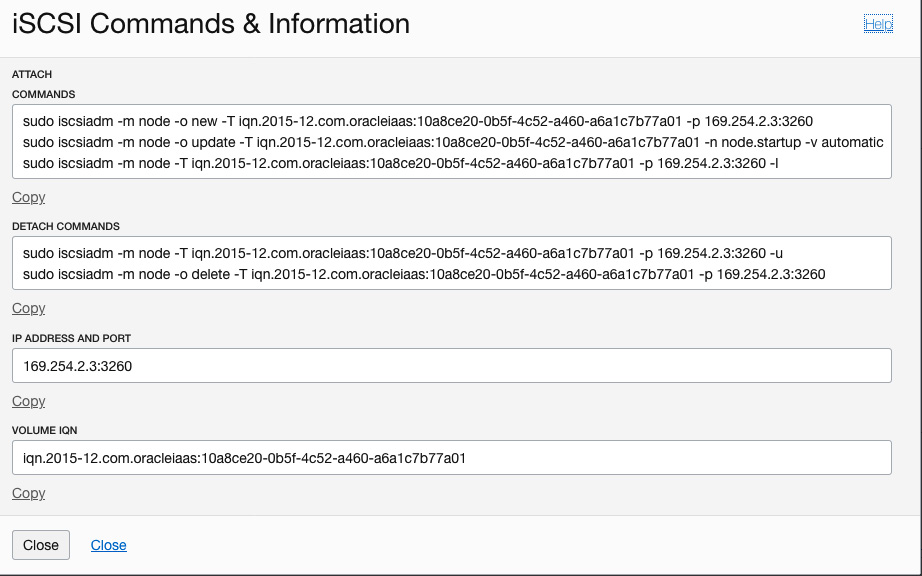 iSCSI Commands & Information
Help
ATTACH
COMMANDS
sudo iscsiadm -m node -o new -T iqn.2015-12.com.oracleiaas:10a8ce20-0b5f-4c52-a460-a6a1c7b77a01 -p 169.254.2.3:3260
sudo iscsiadm -m node -o update -T iqn.2015-12.com.oracleiaas:10a8ce20-0b5f-4c52-a460-a6a1c7b77a01 -n node.startup -v automatic
sudo iscsiadm -m node -T iqn.2015-12.com.oracleiaas:10a8ce20-0b5f-4c52-a460-a6a1c7b77a01 -p 169.254.2.3:3260 -l
Copy
DETACH COMMANDS
sudo iscsiadm -m node -T iqn.2015-12.com.oracleiaas:10a8ce20-0b5f-4c52-a460-a6a1c7b77a01 -p 169.254.2.3:3260 -u
sudo iscsiadm -m node -o delete -T iqn.2015-12.com.oracleiaas:10a8ce20-0b5f-4c52-a460-a6a1c7b77a01 -p 169.254.2.3:3260
Copy
IP ADDRESS AND PORT
169.254.2.3:3260
Copy
VOLUME IQN
iqn.2015-12.com.oracleiaas:10a8ce20-0b5f-4c52-a460-a6a1c7b77a01
Copy
Close
Close